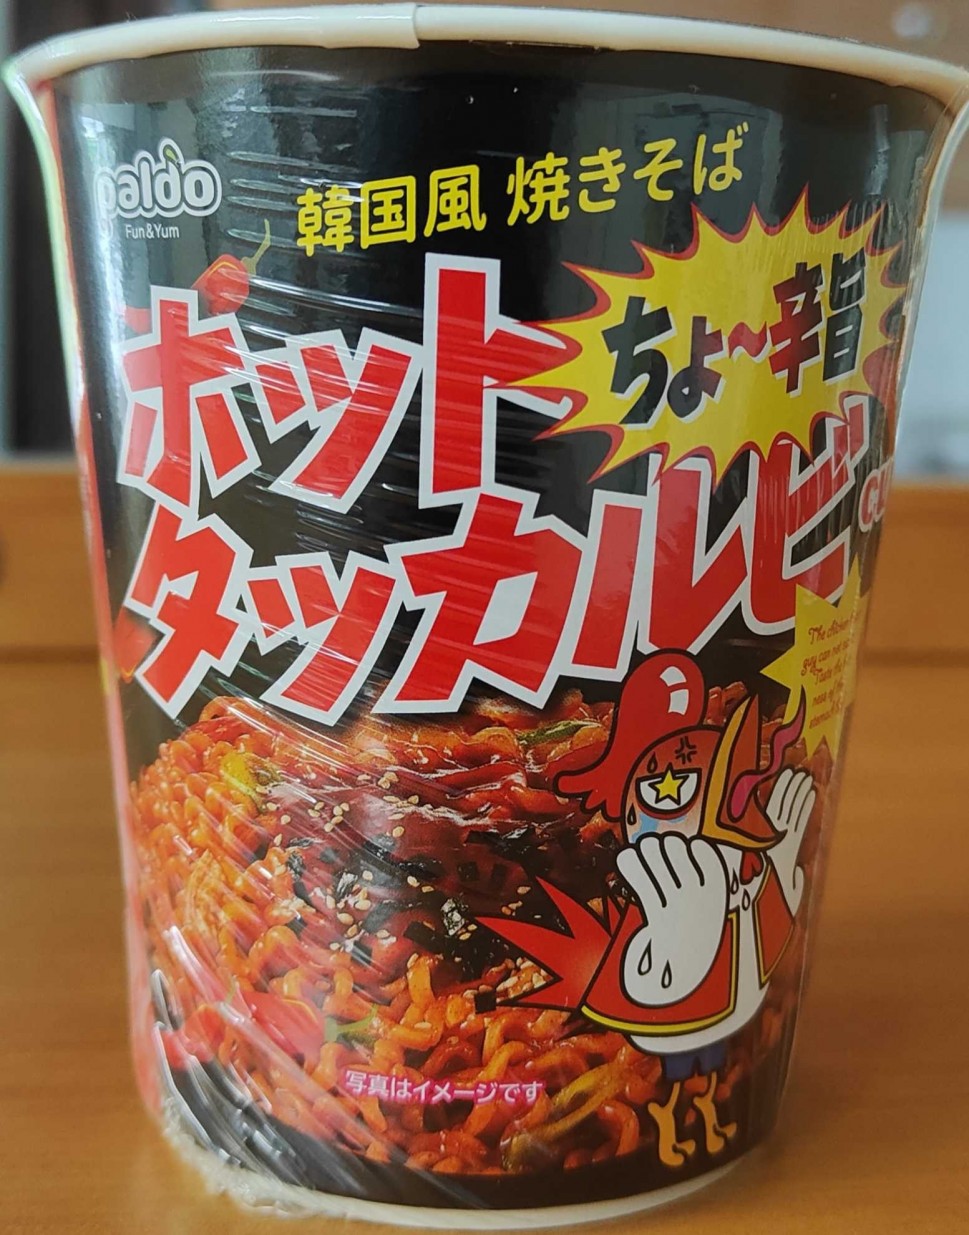 paldo
Fun&Yum
韓国風 焼きそば
ちょ〜辛旨
ホット
タッカルビ
写真はイメージです